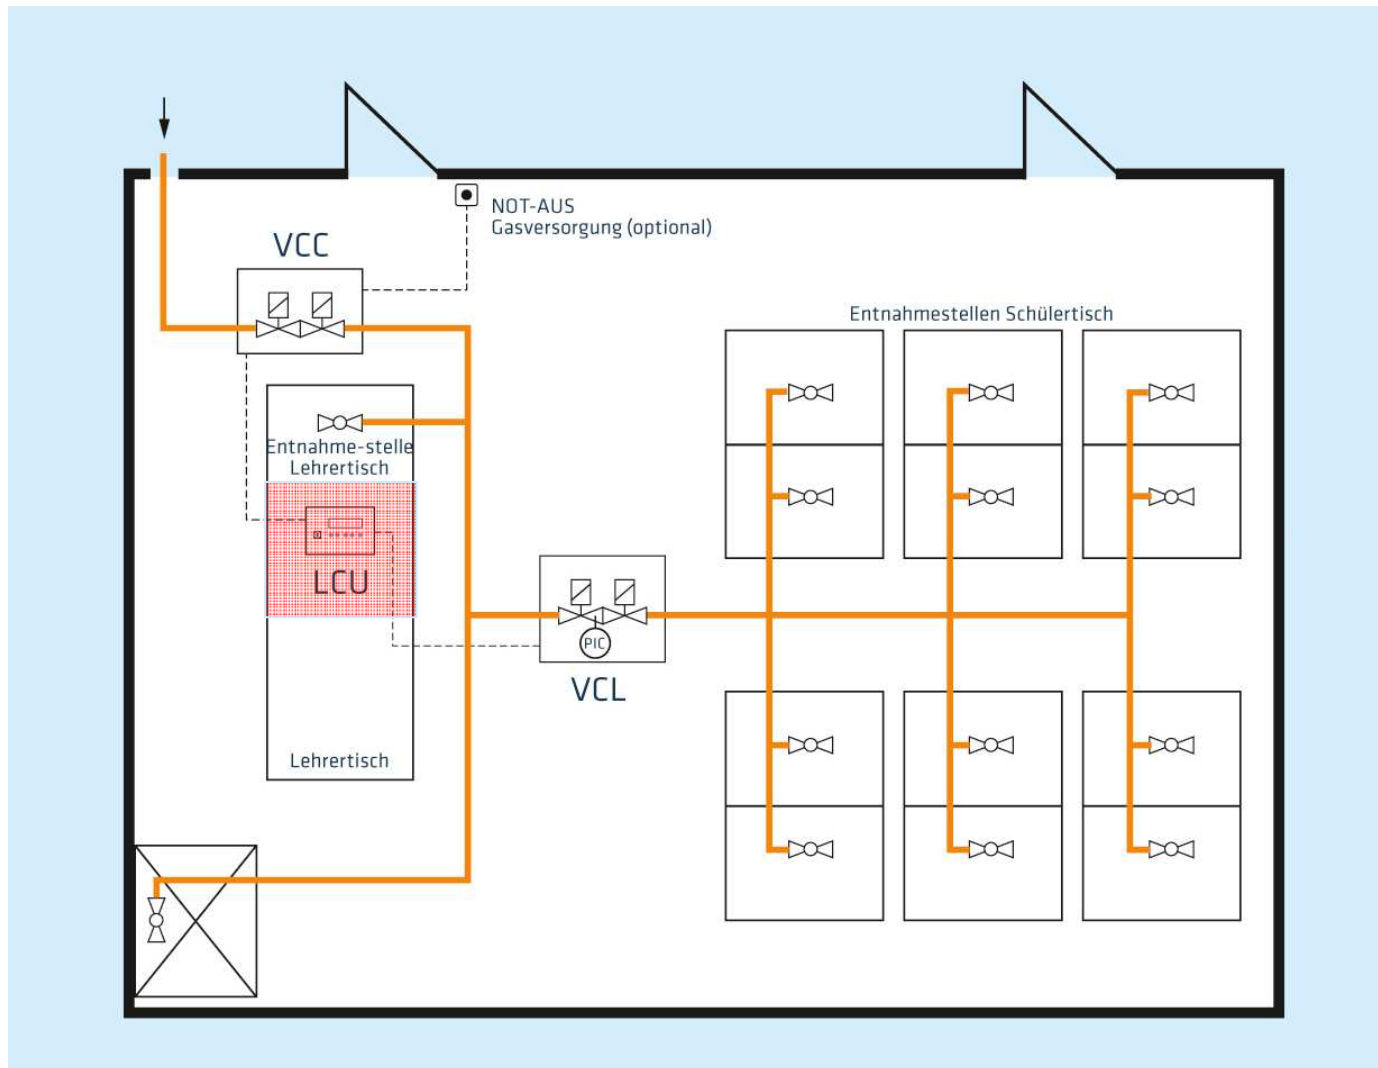 NOT-AUS
Gasversorgung (optional)
VCC
Entnahmestellen Schülertisch
Entnahme-stelle
Lehrertisch
LCU
PIC
VCL
Lehrertisch